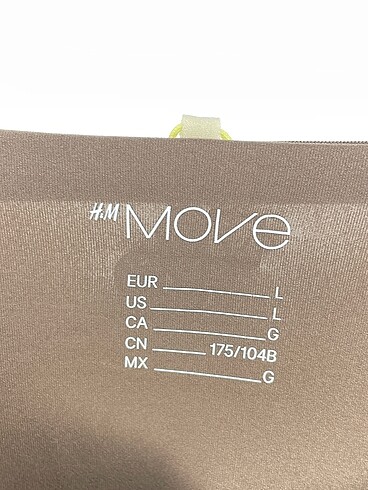 H&M MOVE
EUR L
US L
CA G
CN 175/104B
MX G